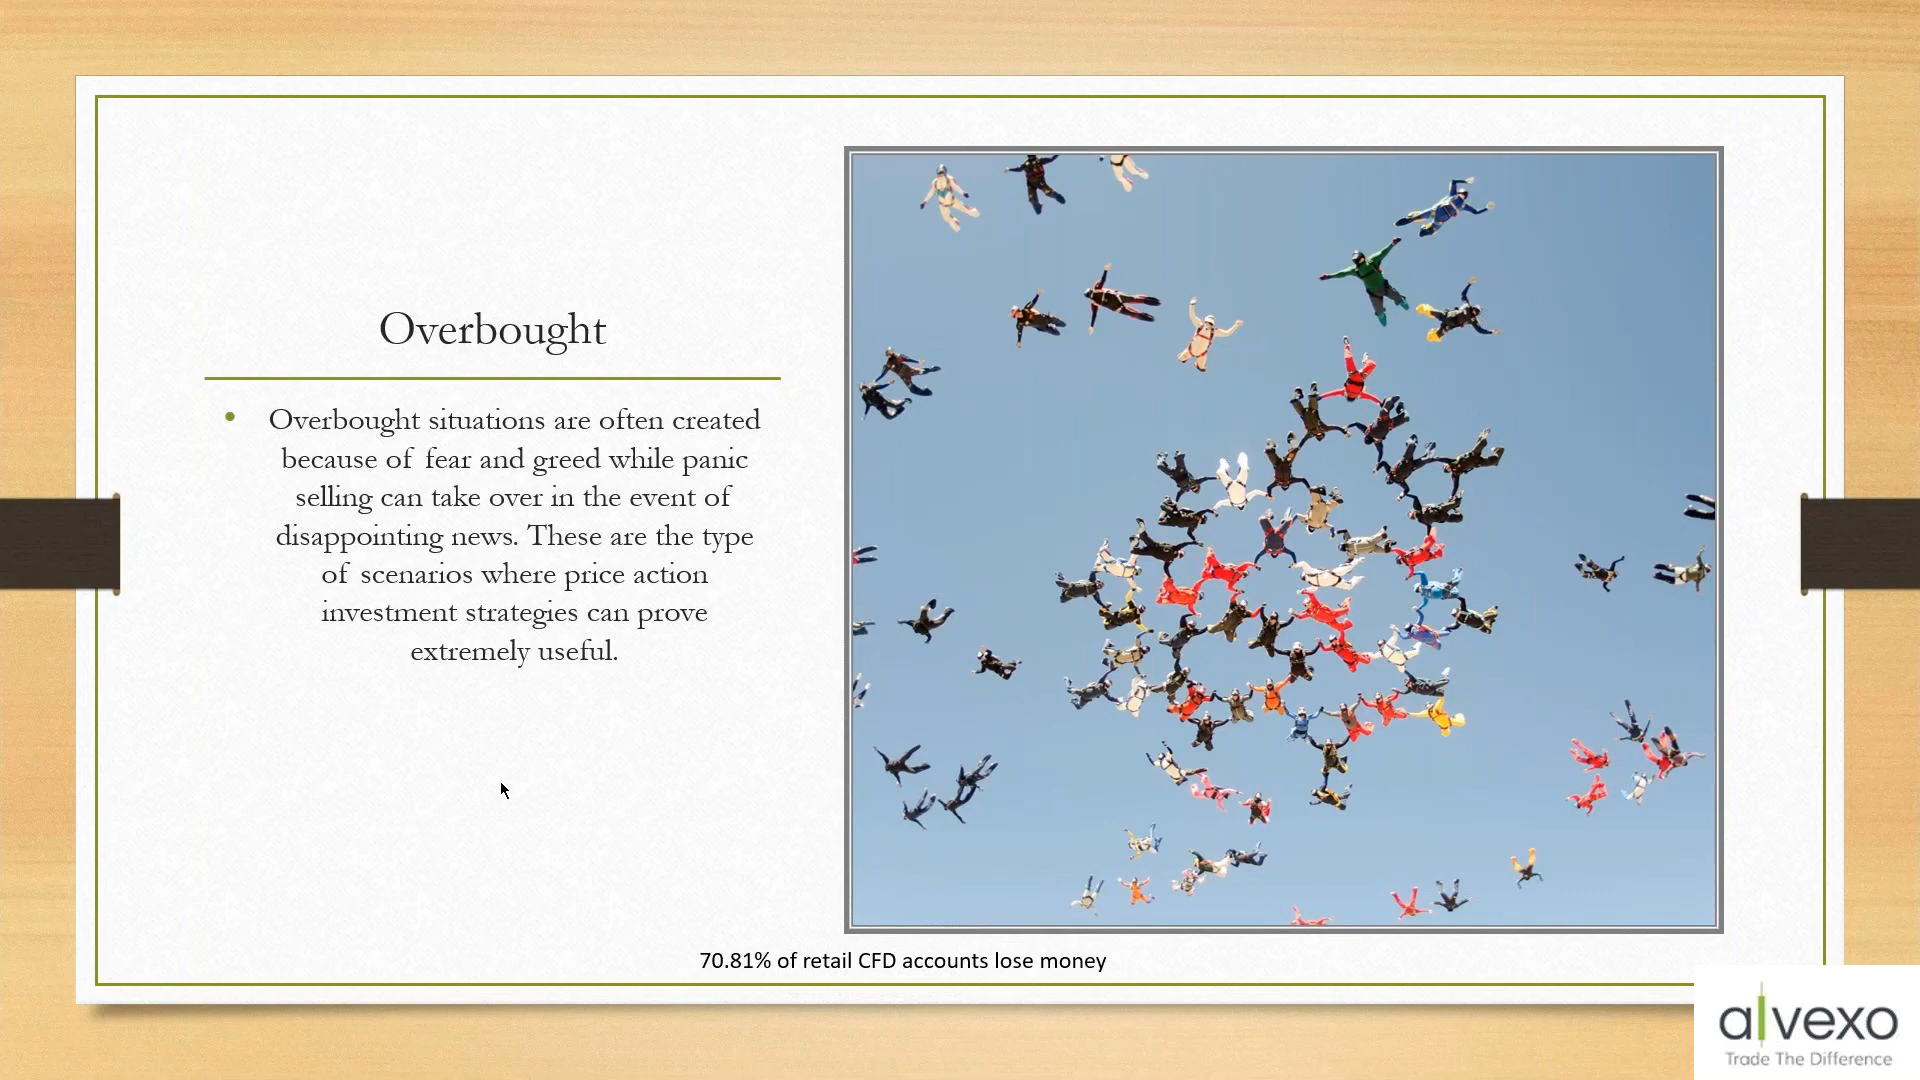 Overbought
• Overbought situations are often created
because of fear and greed while panic
selling can take over in the event of
disappointing news. These are the type
of scenarios where price action
investment strategies can prove
extremely useful.
70.81% of retail CFD accounts lose money
alvexo
Trade The Difference